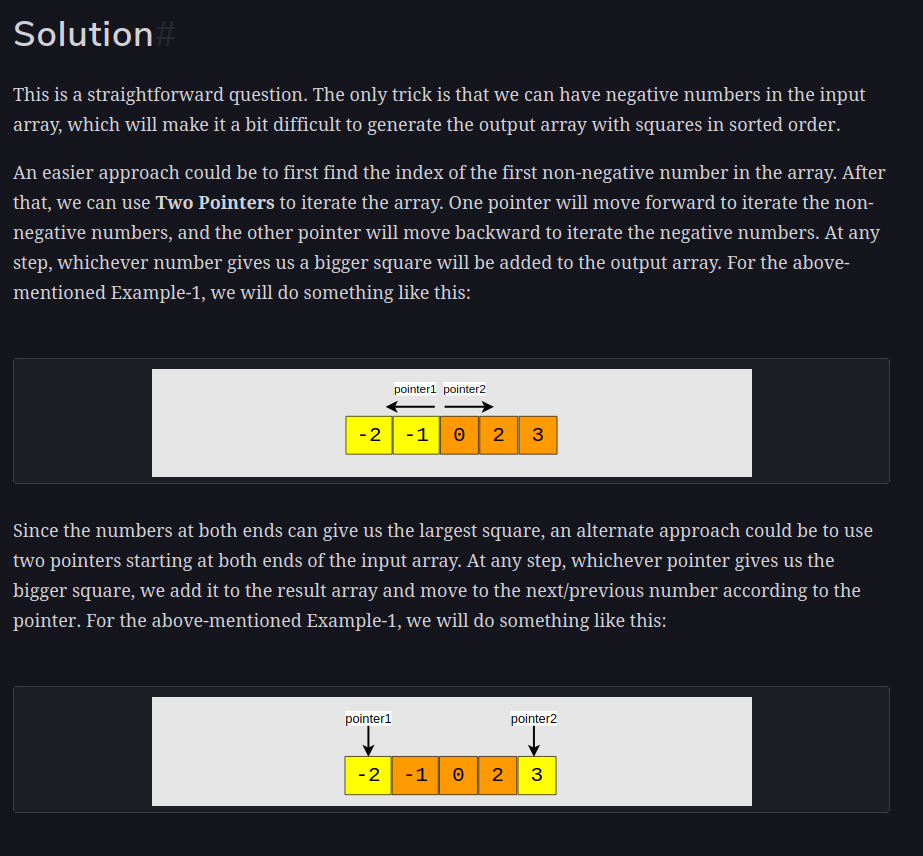 Solution#
This is a straightforward question. The only trick is that we can have negative numbers in the input
array, which will make it a bit difficult to generate the output array with squares in sorted order.
An easier approach could be to first find the index of the first non-negative number in the array. After
that, we can use Two Pointers to iterate the array. One pointer will move forward to iterate the non-
negative numbers, and the other pointer will move backward to iterate the negative numbers. At any
step, whichever number gives us a bigger square will be added to the output array. For the above-
mentioned Example-1, we will do something like this:
pointer1 pointer2
-2 -1 0 2 3
Since the numbers at both ends can give us the largest square, an alternate approach could be to use
two pointers starting at both ends of the input array. At any step, whichever pointer gives us the
bigger square, we add it to the result array and move to the next/previous number according to the
pointer. For the above-mentioned Example-1, we will do something like this:
pointer1 pointer2
-2 -1 0 2 3